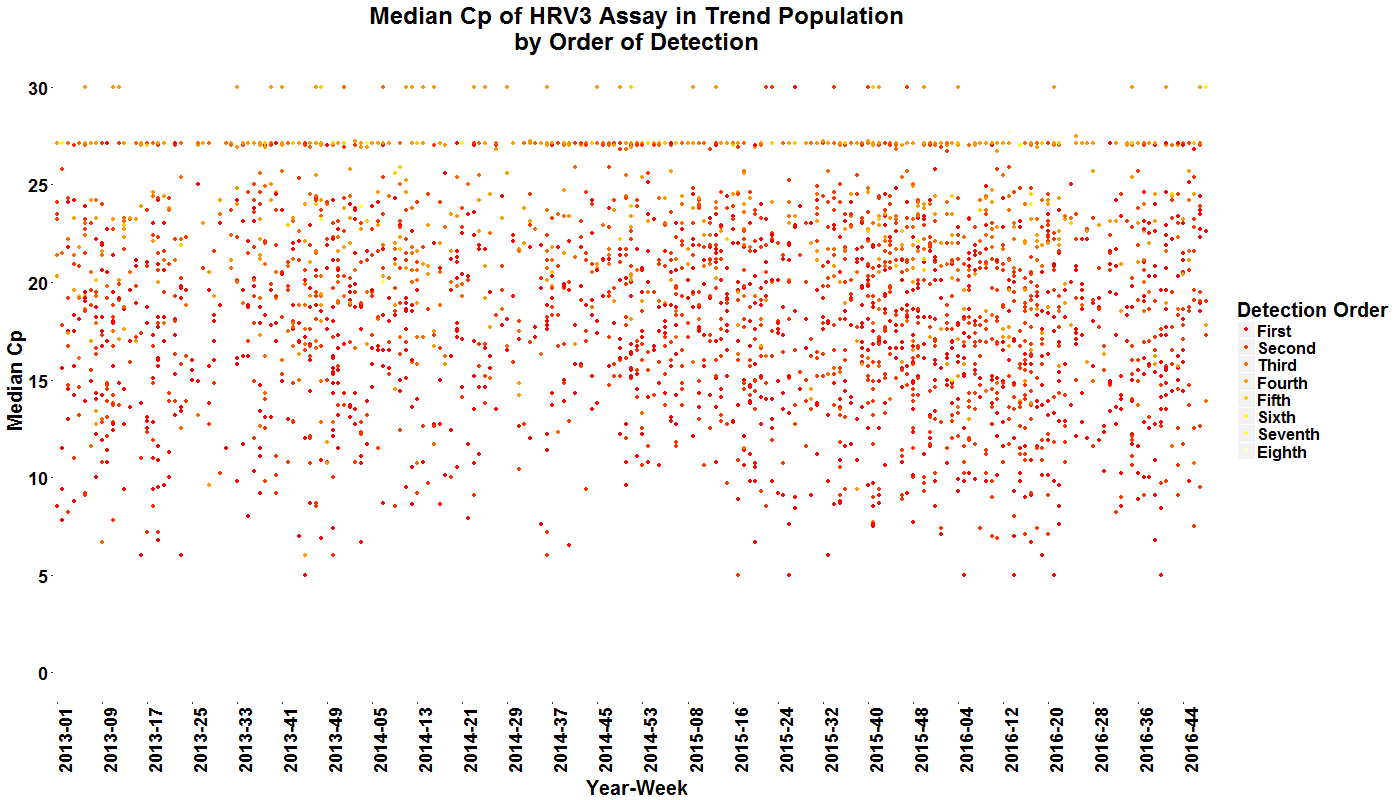 Median Cp of HRV3 Assay in Trend Population
by Order of Detection
Median Cp
30
25
20
15
10
5
0
2013-01
2013-09
2013-17
2013-25
2013-33
2013-41
2013-49
2014-05
2014-13
2014-21
2014-29
2014-37
2014-45
2014-53
2015-08
2015-16
2015-24
2015-32
2015-40
2015-48
2016-04
2016-12
2016-20
2016-28
2016-36
2016-44
Year-Week
Detection Order
First
Second
Third
Fourth
Fifth
Sixth
Seventh
Eighth